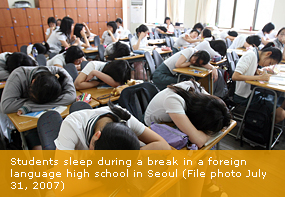 Students sleep during a break in a foreign
language high school in Seoul (File photo July
31, 2007)